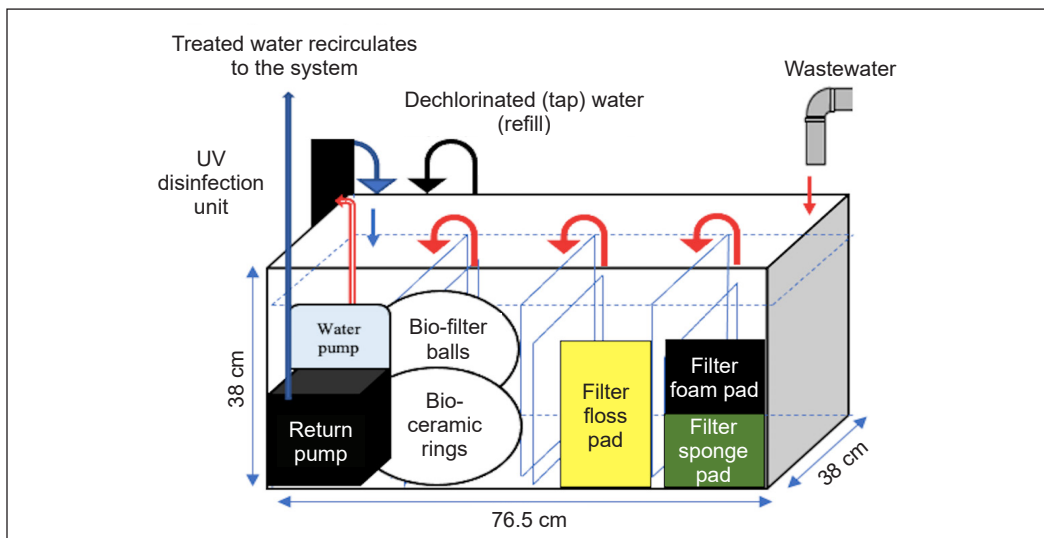 Treated water recirculates
to the system
Wastewater
Dechlorinated (tap) water
(refill)
UV
disinfection
unit
Water
pump
Bio-filter
balls
Filter
foam pad
38 cm
Filter
floss
pad
Bio-
ceramic
rings
Return
pump
Filter
sponge
pad
38 cm
76.5 cm